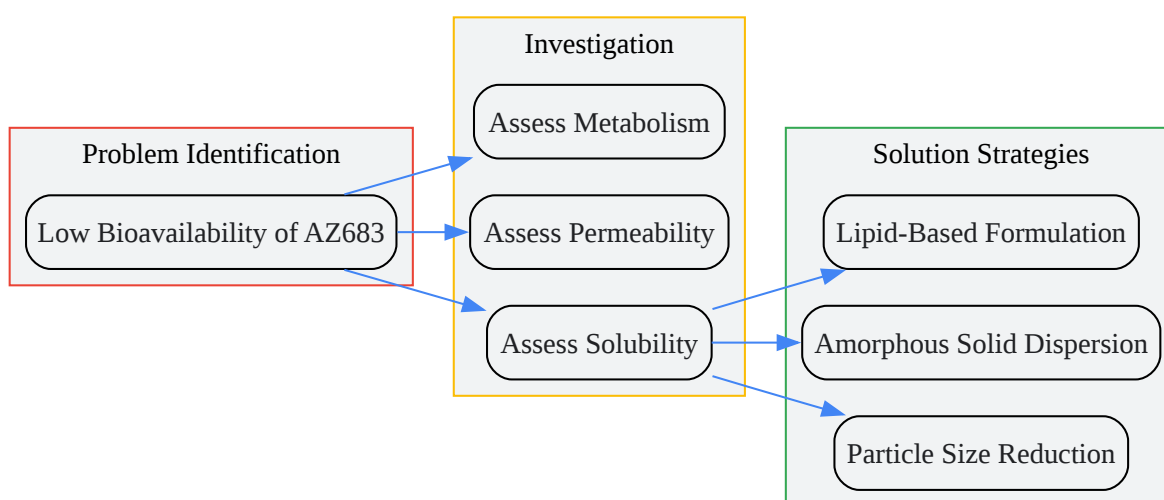 Problem Identification
Low Bioavailability of AZ683
Investigation
Assess Metabolism
Assess Permeability
Assess Solubility
Solution Strategies
Lipid-Based Formulation
Amorphous Solid Dispersion
Particle Size Reduction